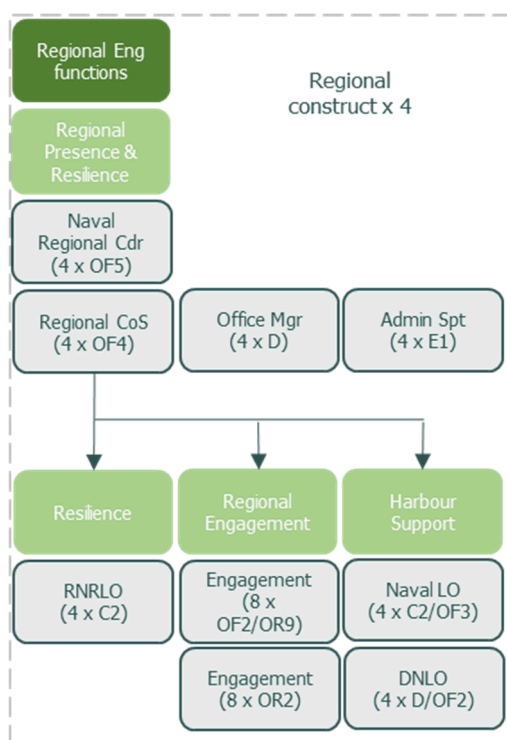 Regional Eng
functions
Regional
construct x 4
Regional
Presence &
Resilience
Naval
Regional Cdr
(4 x OF5)
Regional CoS
(4 x OF4)
Office Mgr
(4 x D)
Admin Spt
(4 x E1)
Resilience
Regional
Engagement
Harbour
Support
RNRLO
(4 x C2)
Engagement
(8 x
OF2/OR9)
Naval LO
(4 x C2/OF3)
Engagement
(8 x OR2)
DNLO
(4 x D/OF2)